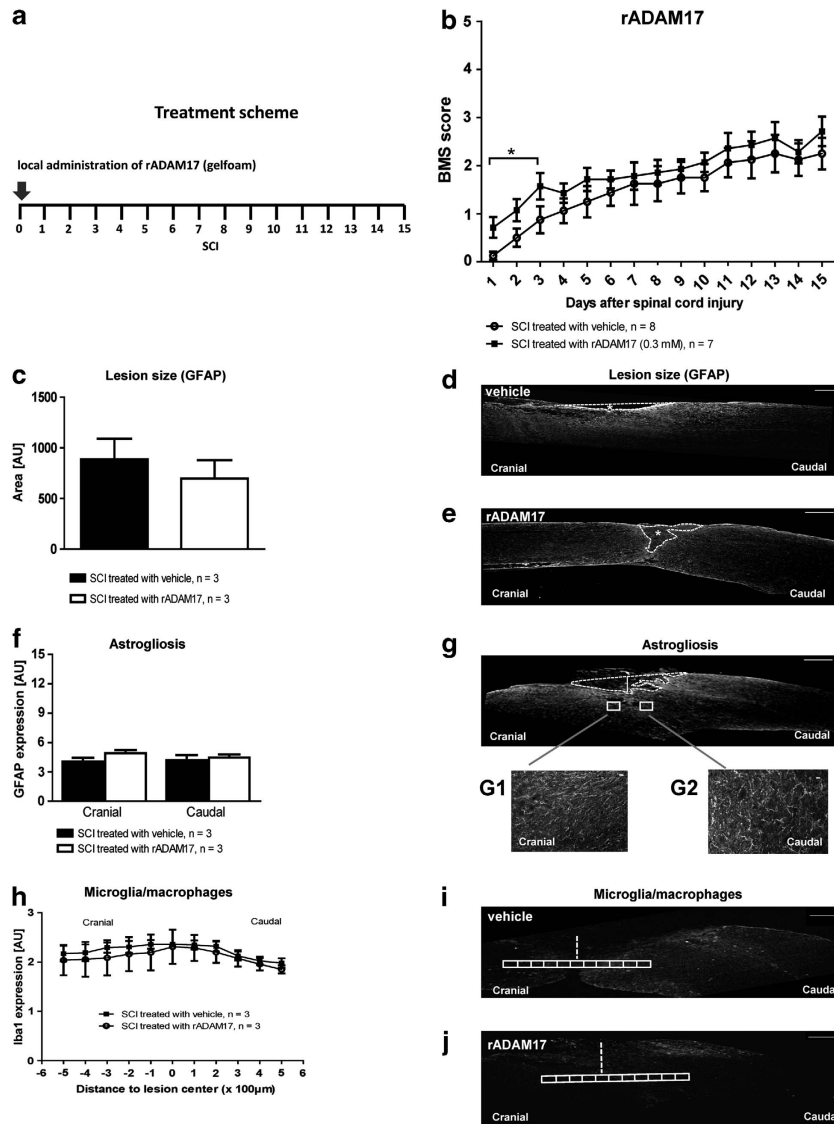 a
Treatment scheme
local administration of rADAM17 (gelfoam)
0 1 2 3 4 5 6 7 8 9 10 11 12 13 14 15
SCI
b
rADAM17
BMS score
5
4
3
2
1
0
1 2 3 4 5 6 7 8 9 10 11 12 13 14 15
*
Days after spinal cord injury
SCI treated with vehicle, n = 8
SCI treated with rADAM17 (0.3 mM), n = 7
c
Lesion size (GFAP)
Area [AU]
1500
1000
500
0
SCI treated with vehicle, n = 3
SCI treated with rADAM17, n = 3
d
Lesion size (GFAP)
vehicle
*
Cranial Caudal
e
rADAM17
*
Cranial Caudal
f
Astrogliosis
GFAP expression [AU]
15
12
9
6
3
0
Cranial Caudal
SCI treated with vehicle, n = 3
SCI treated with rADAM17, n = 3
g
Astrogliosis
Cranial Caudal
G1
Cranial
G2
Caudal
h
Microglia/macrophages
Cranial Caudal
Iba1 expression [AU]
3
2
1
0
SCI treated with vehicle, n = 3
SCI treated with rADAM17, n = 3
-6 -5 -4 -3 -2 -1 0 1 2 3 4 5 6
Distance to lesion center (x 100µm)
i
Microglia/macrophages
vehicle
Cranial Caudal
j
rADAM17
Cranial Caudal